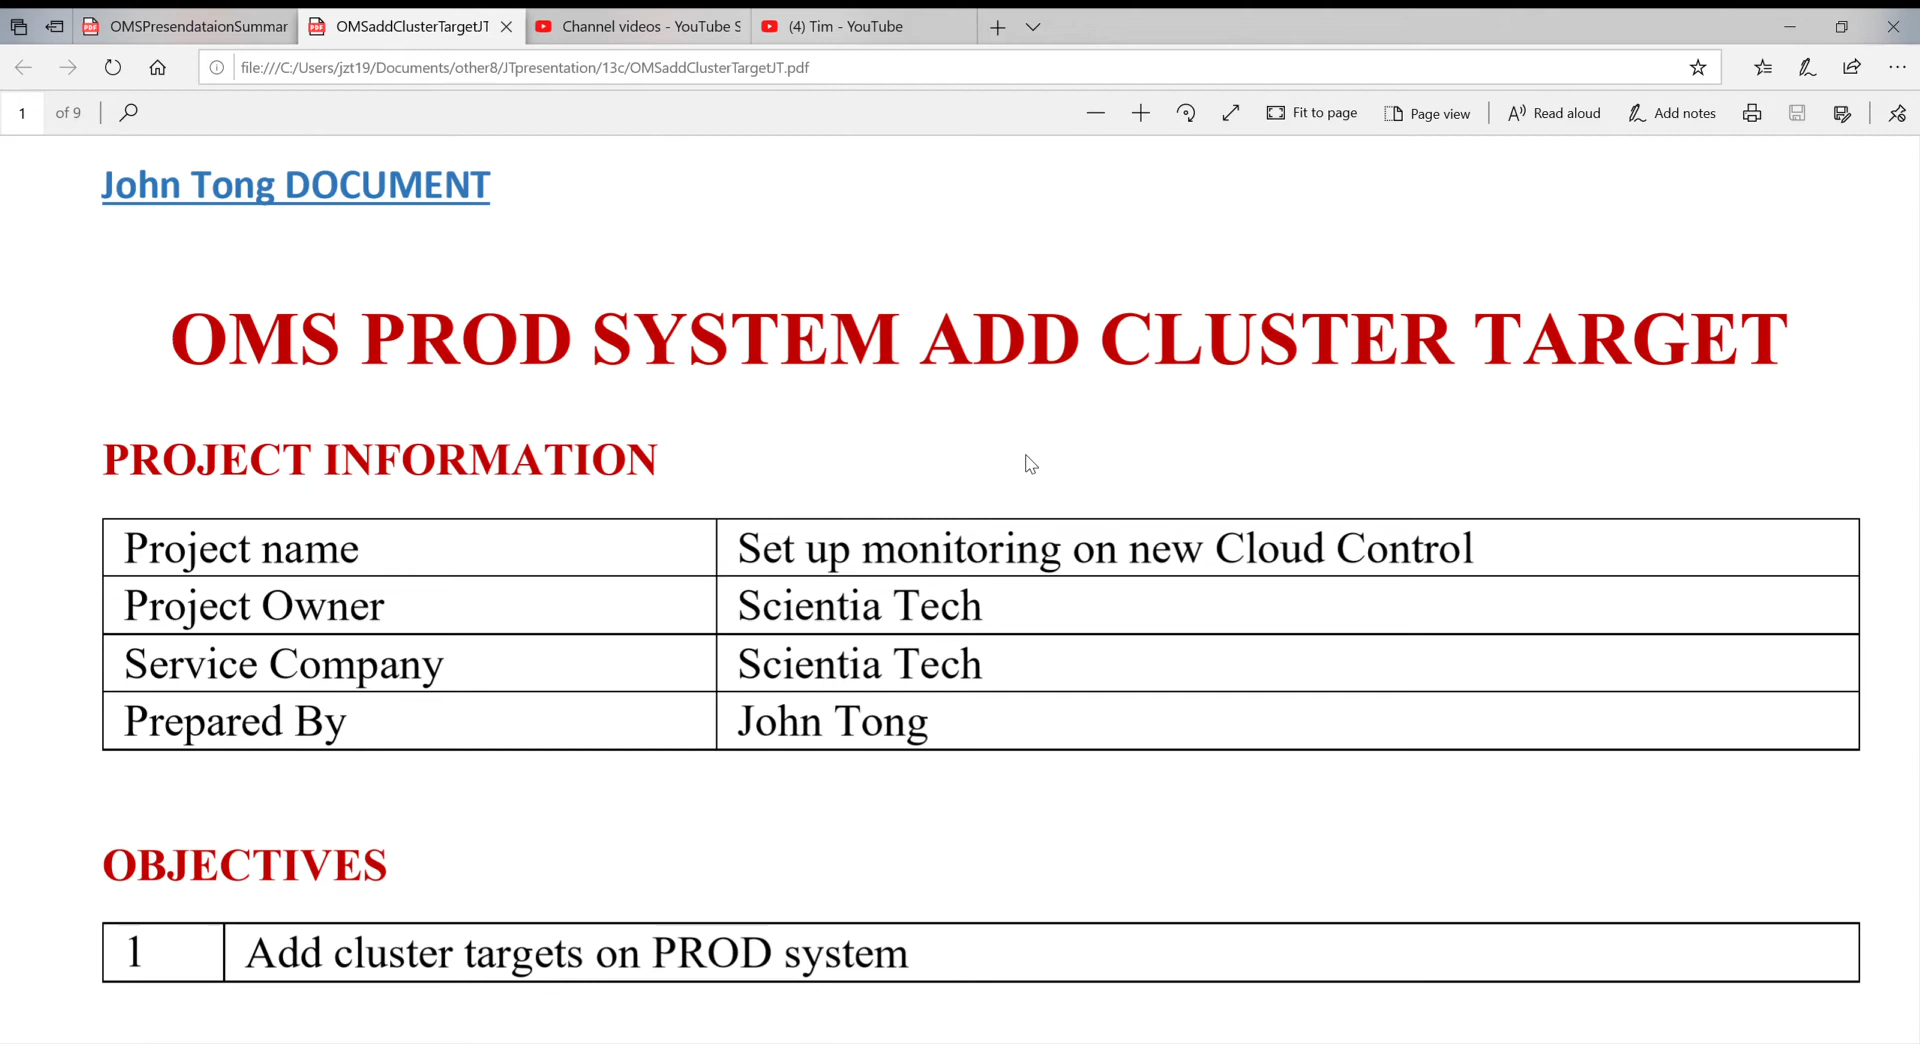 OMSPresendataionSummar
OMSaddClusterTargetJT
Channel videos - YouTube S
(4) Tim - YouTube
file:///C:/Users/jzt19/Documents/other8/JTpresentation/13c/OMSaddClusterTargetJT.pdf
1 of 9
Fit to page
Page view
Read aloud
Add notes
John Tong DOCUMENT
OMS PROD SYSTEM ADD CLUSTER TARGET
PROJECT INFORMATION
Project name Set up monitoring on new Cloud Control
Project Owner Scientia Tech
Service Company Scientia Tech
Prepared By John Tong
OBJECTIVES
1 Add cluster targets on PROD system